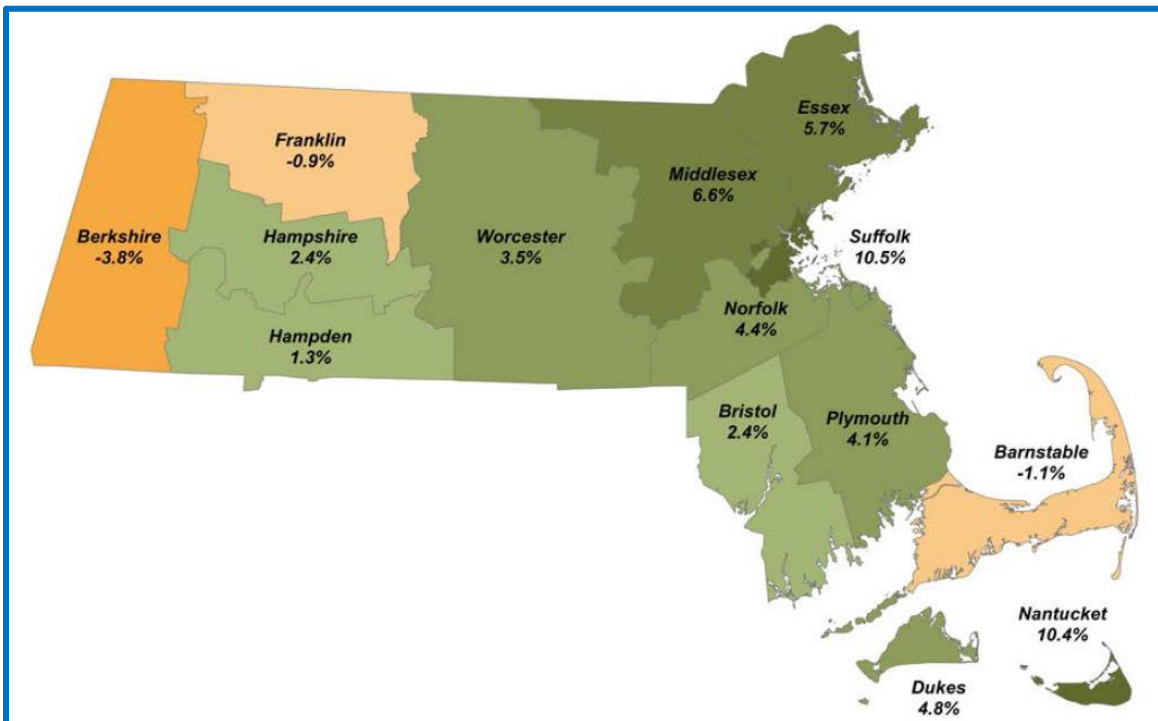 Essex
5.7%
Franklin
-0.9%
Middlesex
6.6%
Berkshire
-3.8%
Hampshire
2.4%
Worcester
3.5%
Suffolk
10.5%
Norfolk
4.4%
Hampden
1.3%
Bristol
2.4%
Plymouth
4.1%
Barnstable
-1.1%
Nantucket
10.4%
Dukes
4.8%